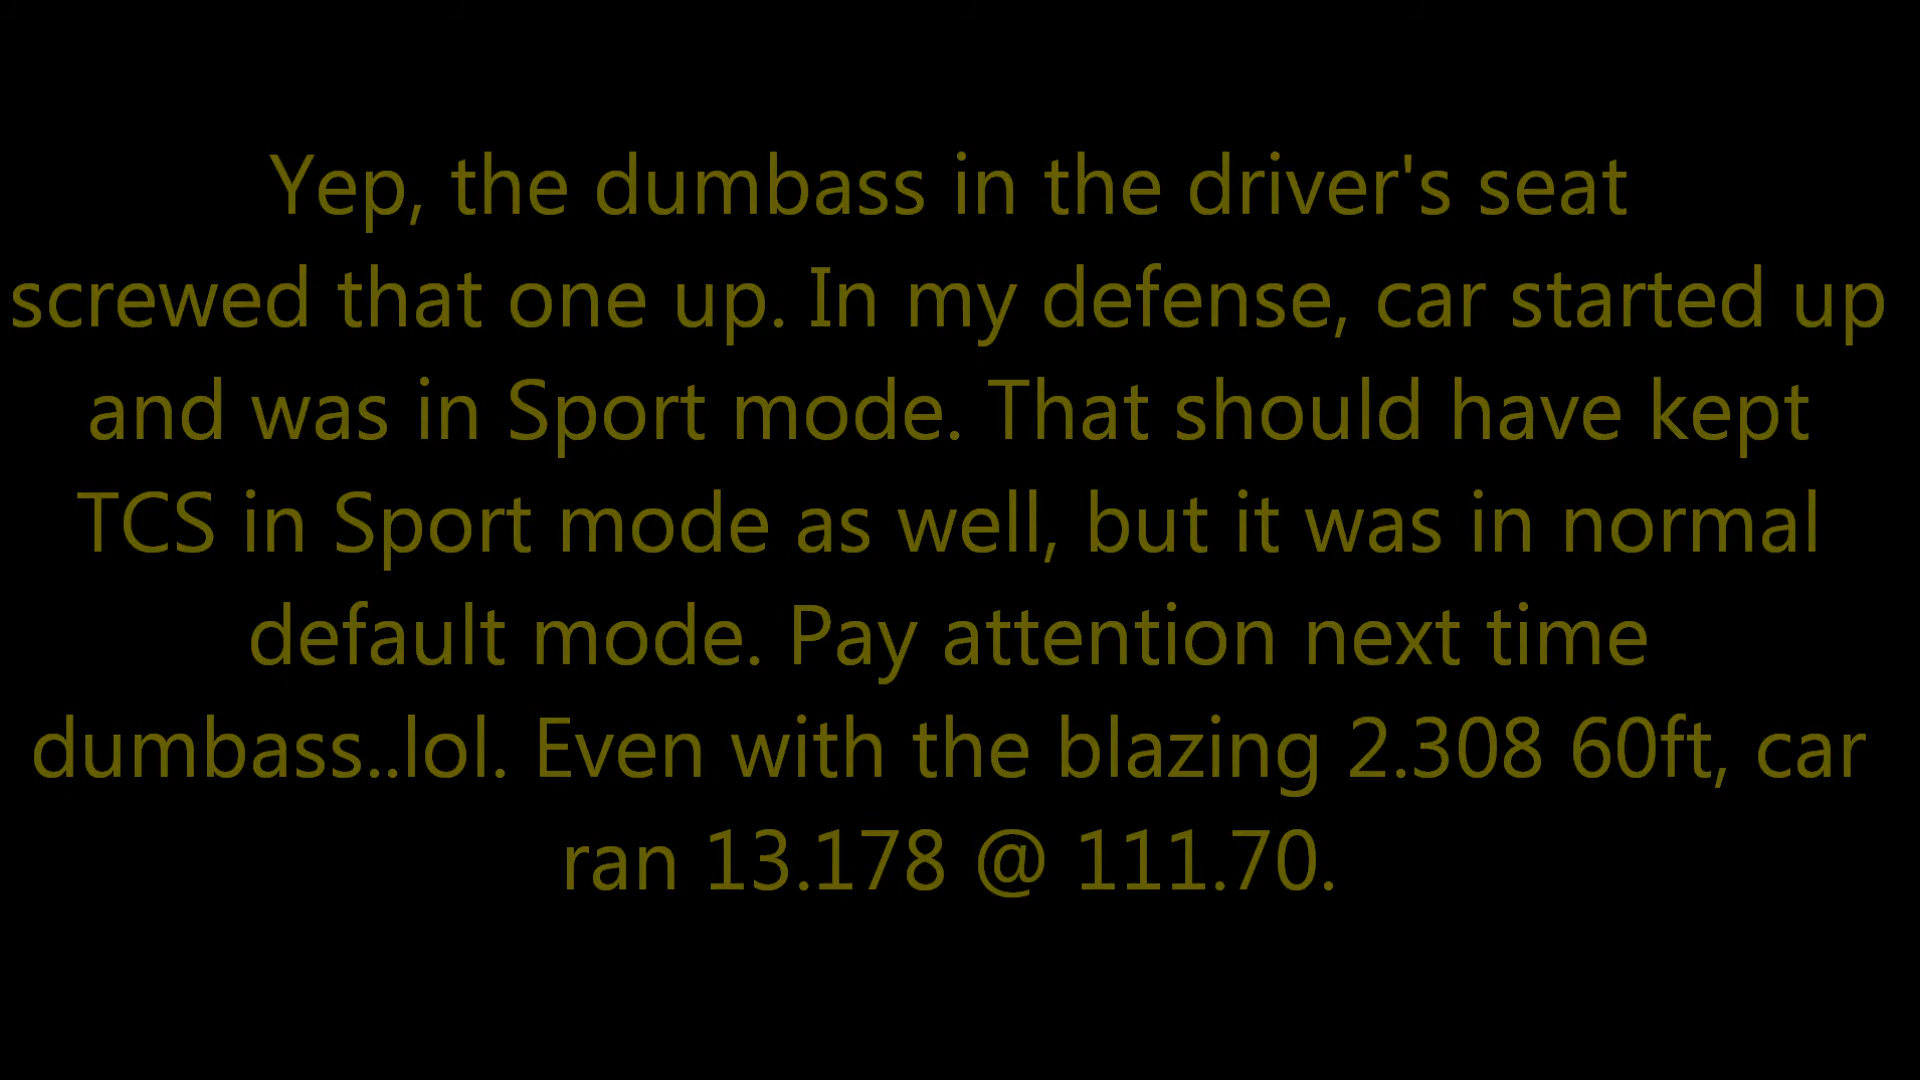 Yep, the dumbass in the driver's seat
screwed that one up. In my defense, car started up
and was in Sport mode. That should have kept
TCS in Sport mode as well, but it was in normal
default mode. Pay attention next time
dumbass..lol. Even with the blazing 2.308 60ft, car
ran 13.178 @ 111.70.